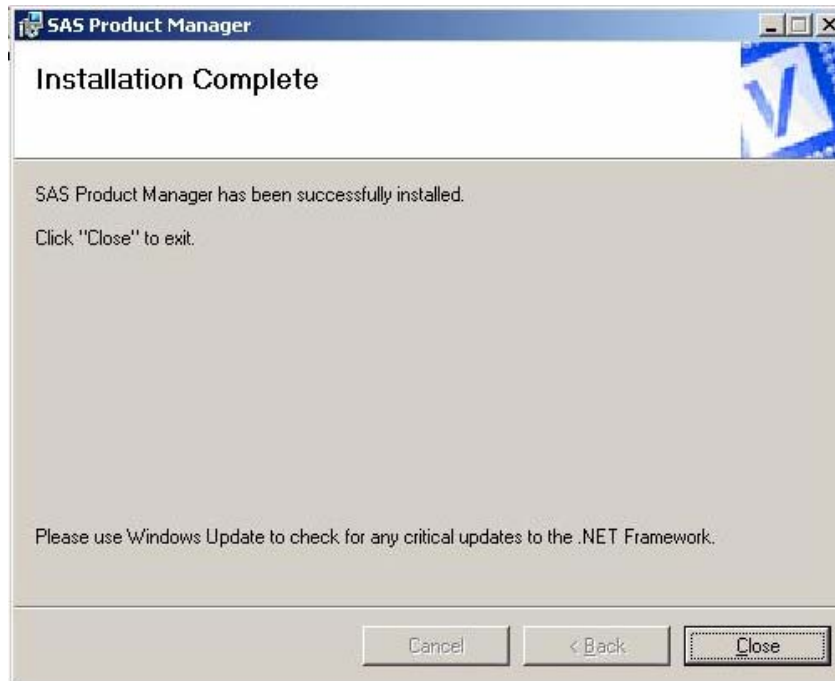 SAS Product Manager
Installation Complete
V
SAS Product Manager has been successfully installed.
Click "Close" to exit.
Please use Windows Update to check for any critical updates to the .NET Framework.
Cancel
< Back
Close